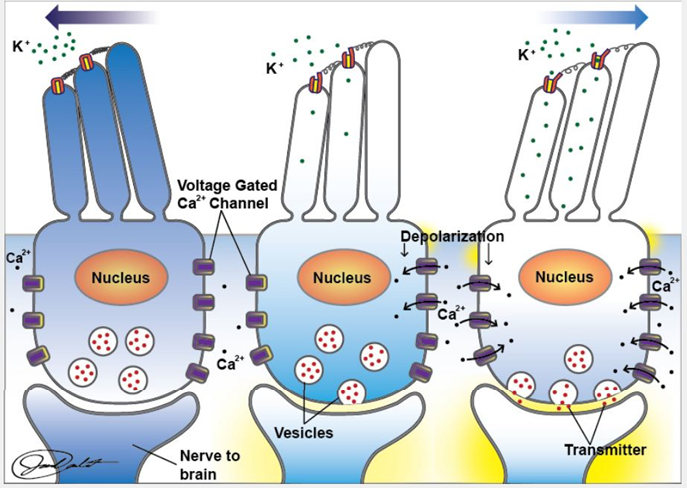 K⁺
K⁺
K⁺
Voltage Gated
Ca²⁺ Channel
Depolarization
Ca²⁺
Nucleus
Nucleus
Nucleus
Ca²⁺
Ca²⁺
Ca²⁺
Vesicles
Transmitter
Nerve to
brain